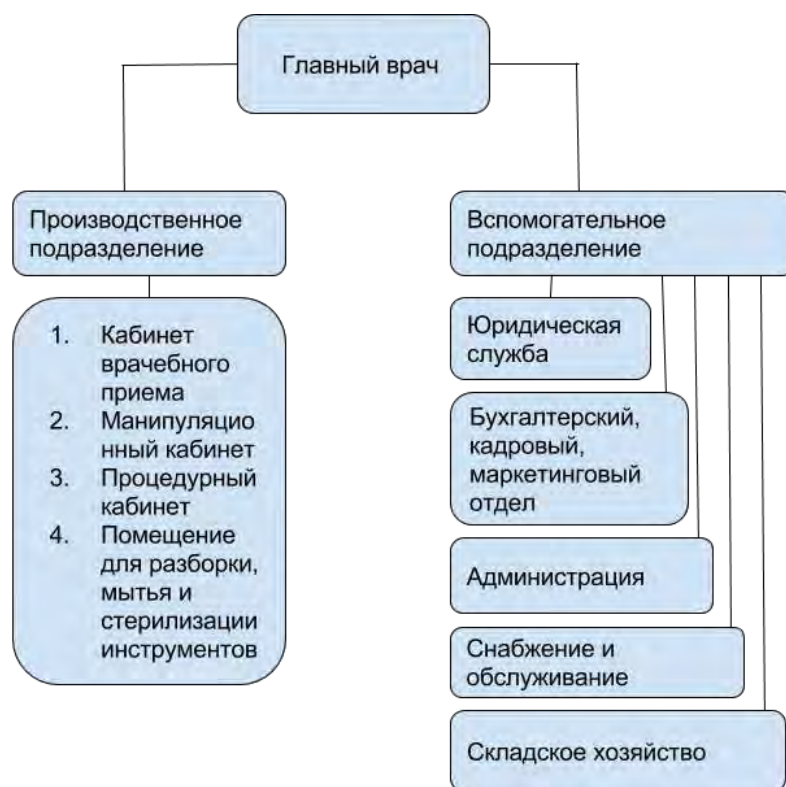 Главный врач
Производственное
подразделение
1. Кабинет
врачебного
приема
2. Манипуляцио
нный кабинет
3. Процедурный
кабинет
4. Помещение
для разборки,
мытья и
стерилизации
инструментов
Вспомогательное
подразделение
Юридическая
служба
Бухгалтерский,
кадровый,
маркетинговый
отдел
Администрация
Снабжение и
обслуживание
Складское хозяйство